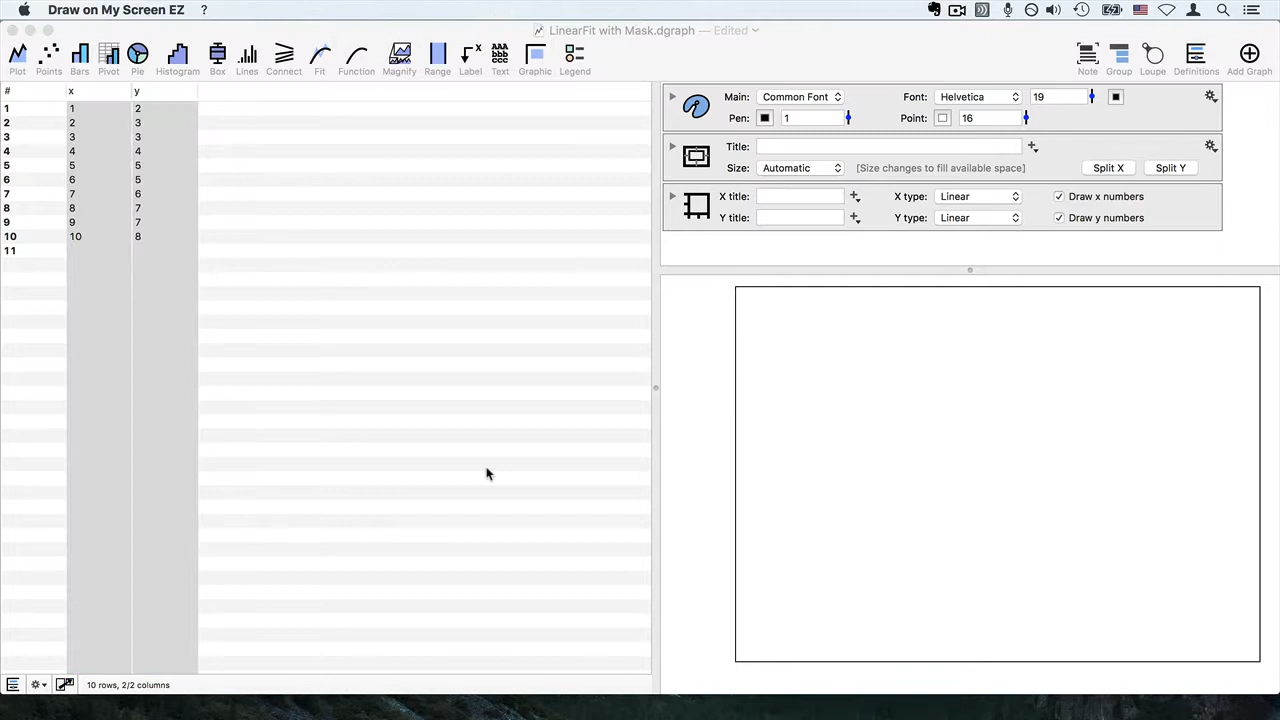 Draw on My Screen EZ ?
LinearFit with Mask.dgraph — Edited
Plot Points Bars Pivot Pie Histogram Box Lines Connect Fit Function Magnify Range Label Text Graphic Legend Note Group Loupe Definitions Add Graph
aaa
bbb
ccc
# x y
1 1 2
2 2 3
3 3 3
4 4 4
5 5 5
6 6 5
7 7 6
8 8 7
9 9 7
10 10 8
11
Main: Common Font Font: Helvetica 19
Pen: 1 Point: 16
Title:
Size: Automatic [Size changes to fill available space] Split X Split Y
X title: X type: Linear Draw x numbers
Y title: Y type: Linear Draw y numbers
10 rows, 2/2 columns